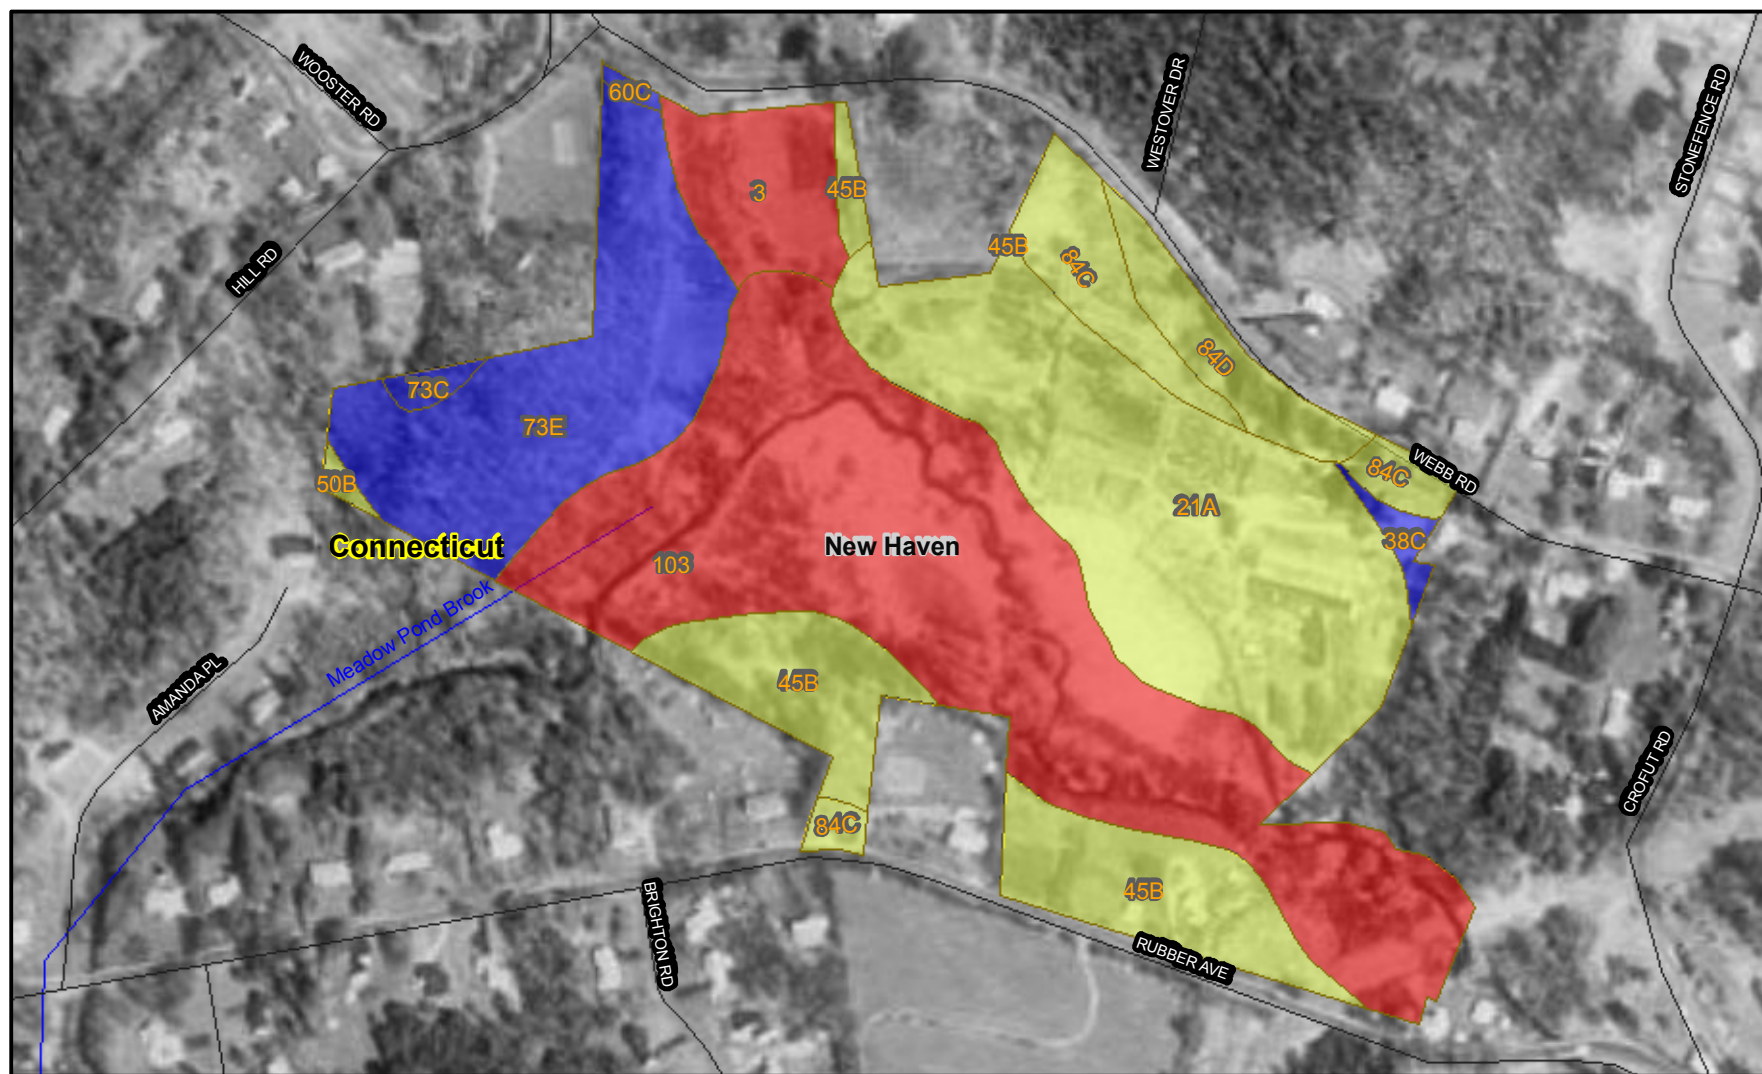 WOOSTER RD
60C
WESTOVER DR
STONEFENCE RD
3
45B
45B
84C
HILL RD
84D
73C
73E
WEBB RD
84C
50B
21A
38C
Connecticut
New Haven
103
Meadow Pond Brook
AMANDA PL
45B
CROFUT RD
84C
45B
BRIGHTON RD
RUBBER AVE